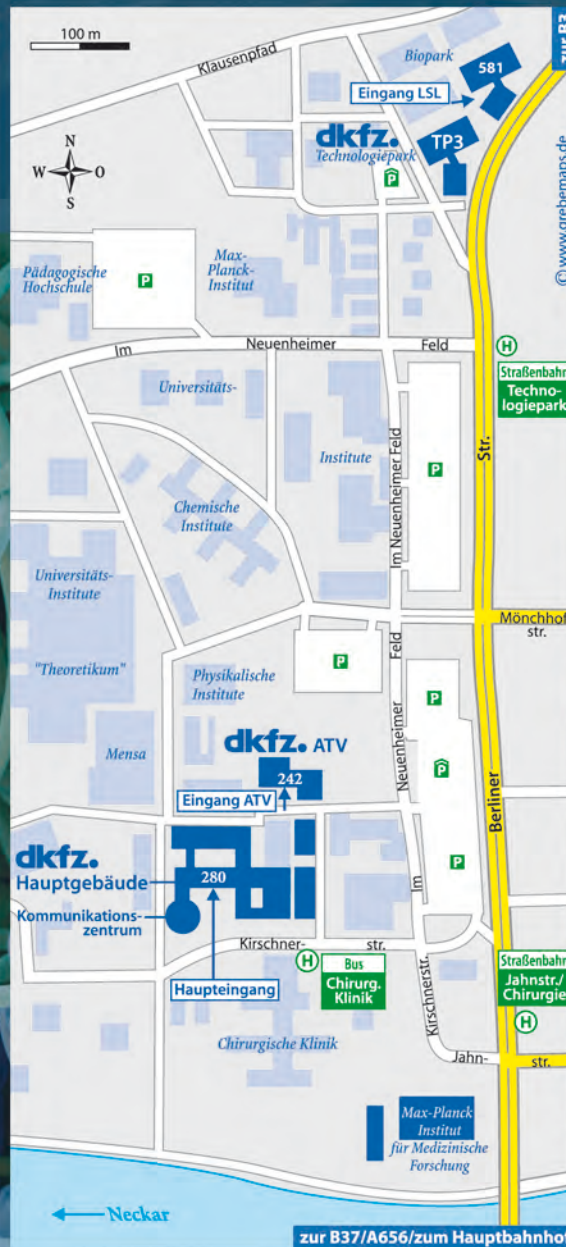 100 m
Klausenpfad
Biopark
581
zur B3
Eingang LSL
dkfz.
Technologiepark
TP3
P
N
W O
S
© www.grebemaps.de
Pädagogische
Hochschule
P
Max-
Planck-
Institut
Im Neuenheimer Feld
H
Straßenbahn
Techno-
logiepark
Universitäts-
Institute
Str.
P
Im Neuenheimer Feld
Chemische
Institute
Universitäts-
Institute
Mönchhof
str.
"Theoretikum"
Physikalische
Institute
P
P
Mensa
dkfz. ATV
242
Eingang ATV
P
Im Neuenheimer Feld
Berliner
dkfz.
Hauptgebäude
280
P
Kommunikations-
zentrum
Kirschner- str.
H
Bus
Chirurg.
Klinik
Haupteingang
Kirschnerstr.
Straßenbahn
Jahnstr./
Chirurgie
H
Chirurgische Klinik
Jahn- str.
Max-Planck
Institut
für Medizinische
Forschung
Neckar
zur B37/A656/zum Hauptbahnhof